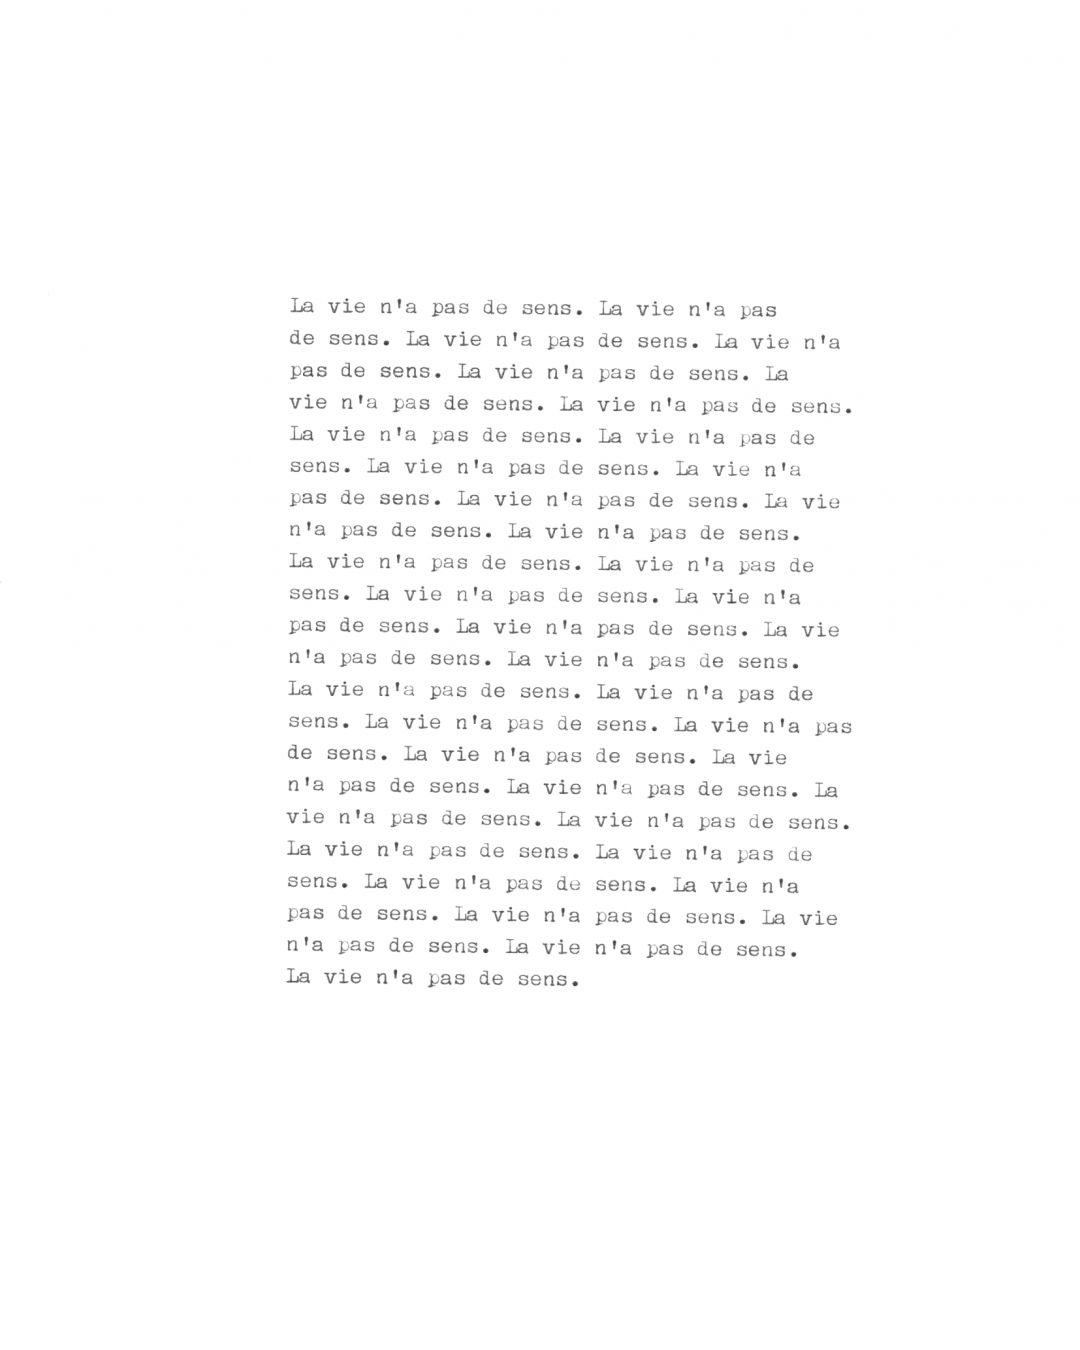 La vie n'a pas de sens. La vie n'a pas
de sens. La vie n'a pas de sens. La vie n'a
pas de sens. La vie n'a pas de sens. La
vie n'a pas de sens. La vie n'a pas de sens.
La vie n'a pas de sens. La vie n'a pas de
sens. La vie n'a pas de sens. La vie n'a
pas de sens. La vie n'a pas de sens. La vie
n'a pas de sens. La vie n'a pas de sens.
La vie n'a pas de sens. La vie n'a pas de
sens. La vie n'a pas de sens. La vie n'a
pas de sens. La vie n'a pas de sens. La vie
n'a pas de sens. La vie n'a pas de sens.
La vie n'a pas de sens. La vie n'a pas de
sens. La vie n'a pas de sens. La vie n'a pas
de sens. La vie n'a pas de sens. La vie
n'a pas de sens. La vie n'a pas de sens. La
vie n'a pas de sens. La vie n'a pas de sens.
La vie n'a pas de sens. La vie n'a pas de
sens. La vie n'a pas de sens. La vie n'a
pas de sens. La vie n'a pas de sens. La vie
n'a pas de sens. La vie n'a pas de sens.
La vie n'a pas de sens.